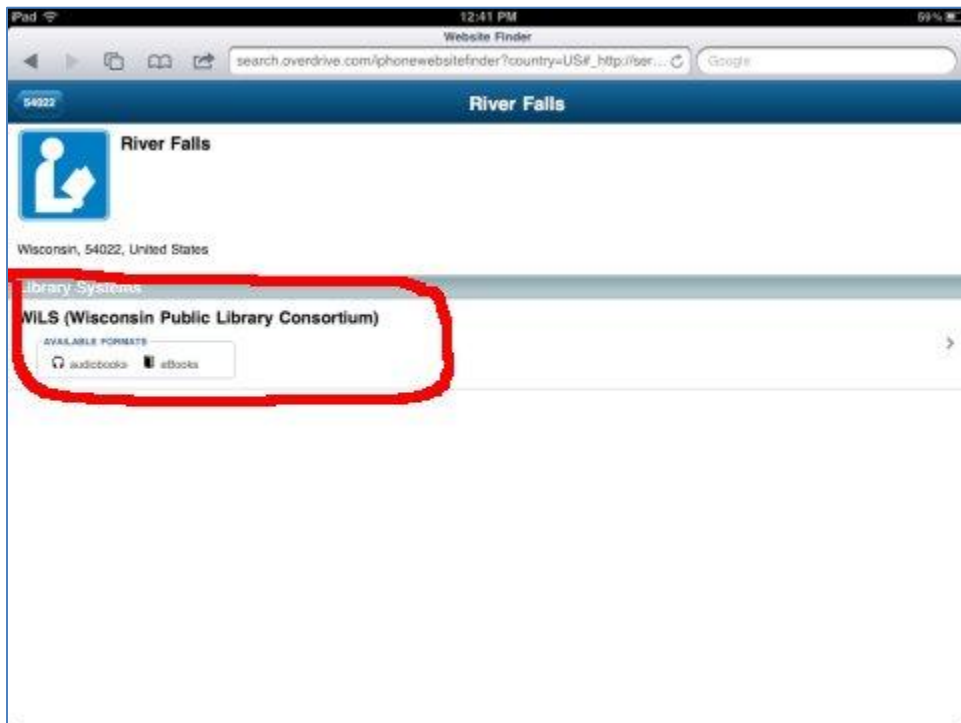 iPad 12:41 PM 69%
Website Finder
search.overdrive.com/iphonewebsitefinder?country=US#_http://ser... Google
54022 River Falls
River Falls
Wisconsin, 54022, United States
Library Systems
WiLS (Wisconsin Public Library Consortium)
AVAILABLE FORMATS
audiobooks eBooks